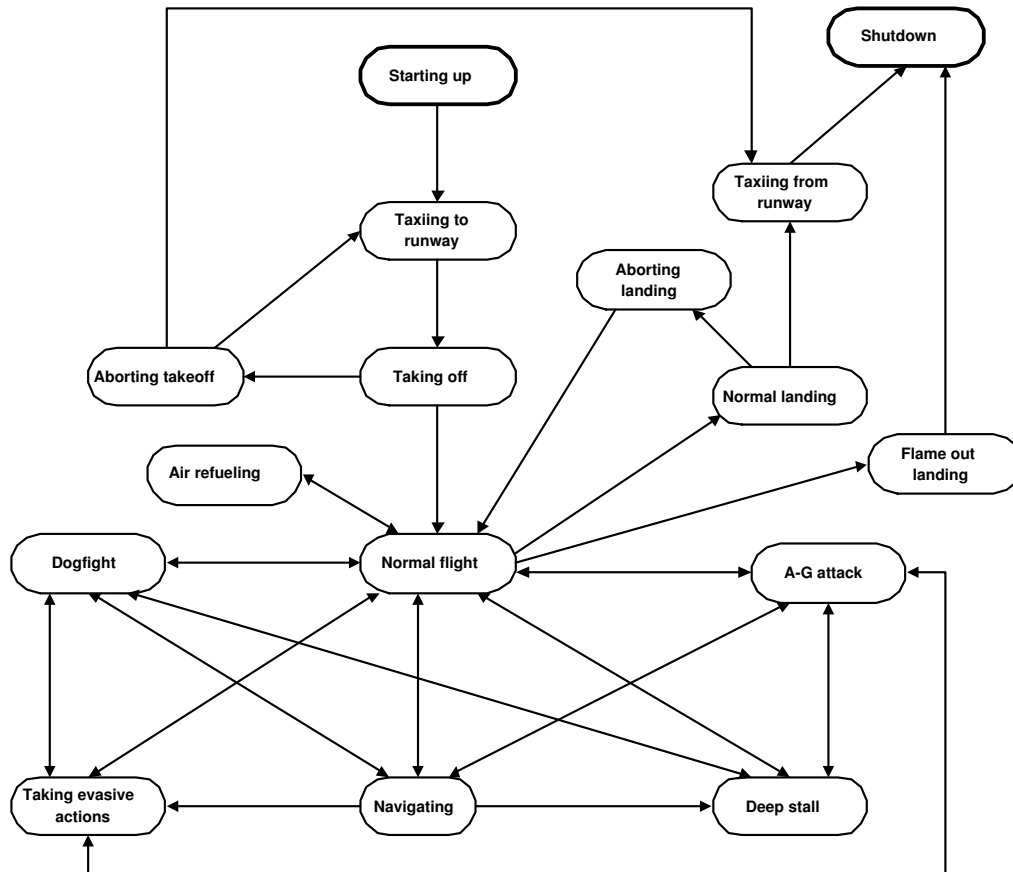 Shutdown
Starting up
Taxiing from
runway
Taxiing to
runway
Aborting
landing
Aborting takeoff
Taking off
Normal landing
Flame out
landing
Air refueling
Dogfight
Normal flight
A-G attack
Taking evasive
actions
Navigating
Deep stall